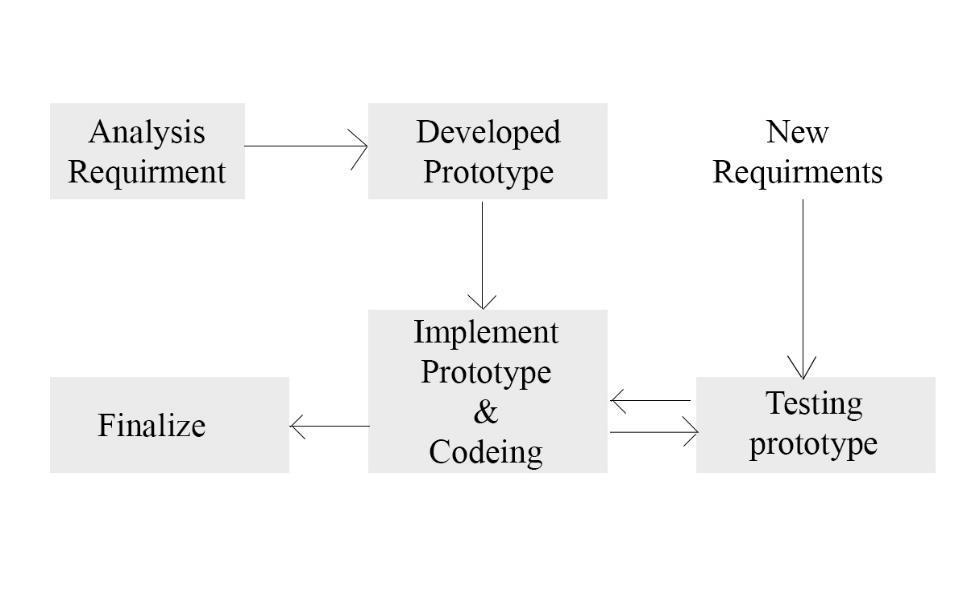 Analysis
Requirment
Developed
Prototype
New
Requirments
Implement
Prototype
&
Codeing
Finalize
Testing
prototype